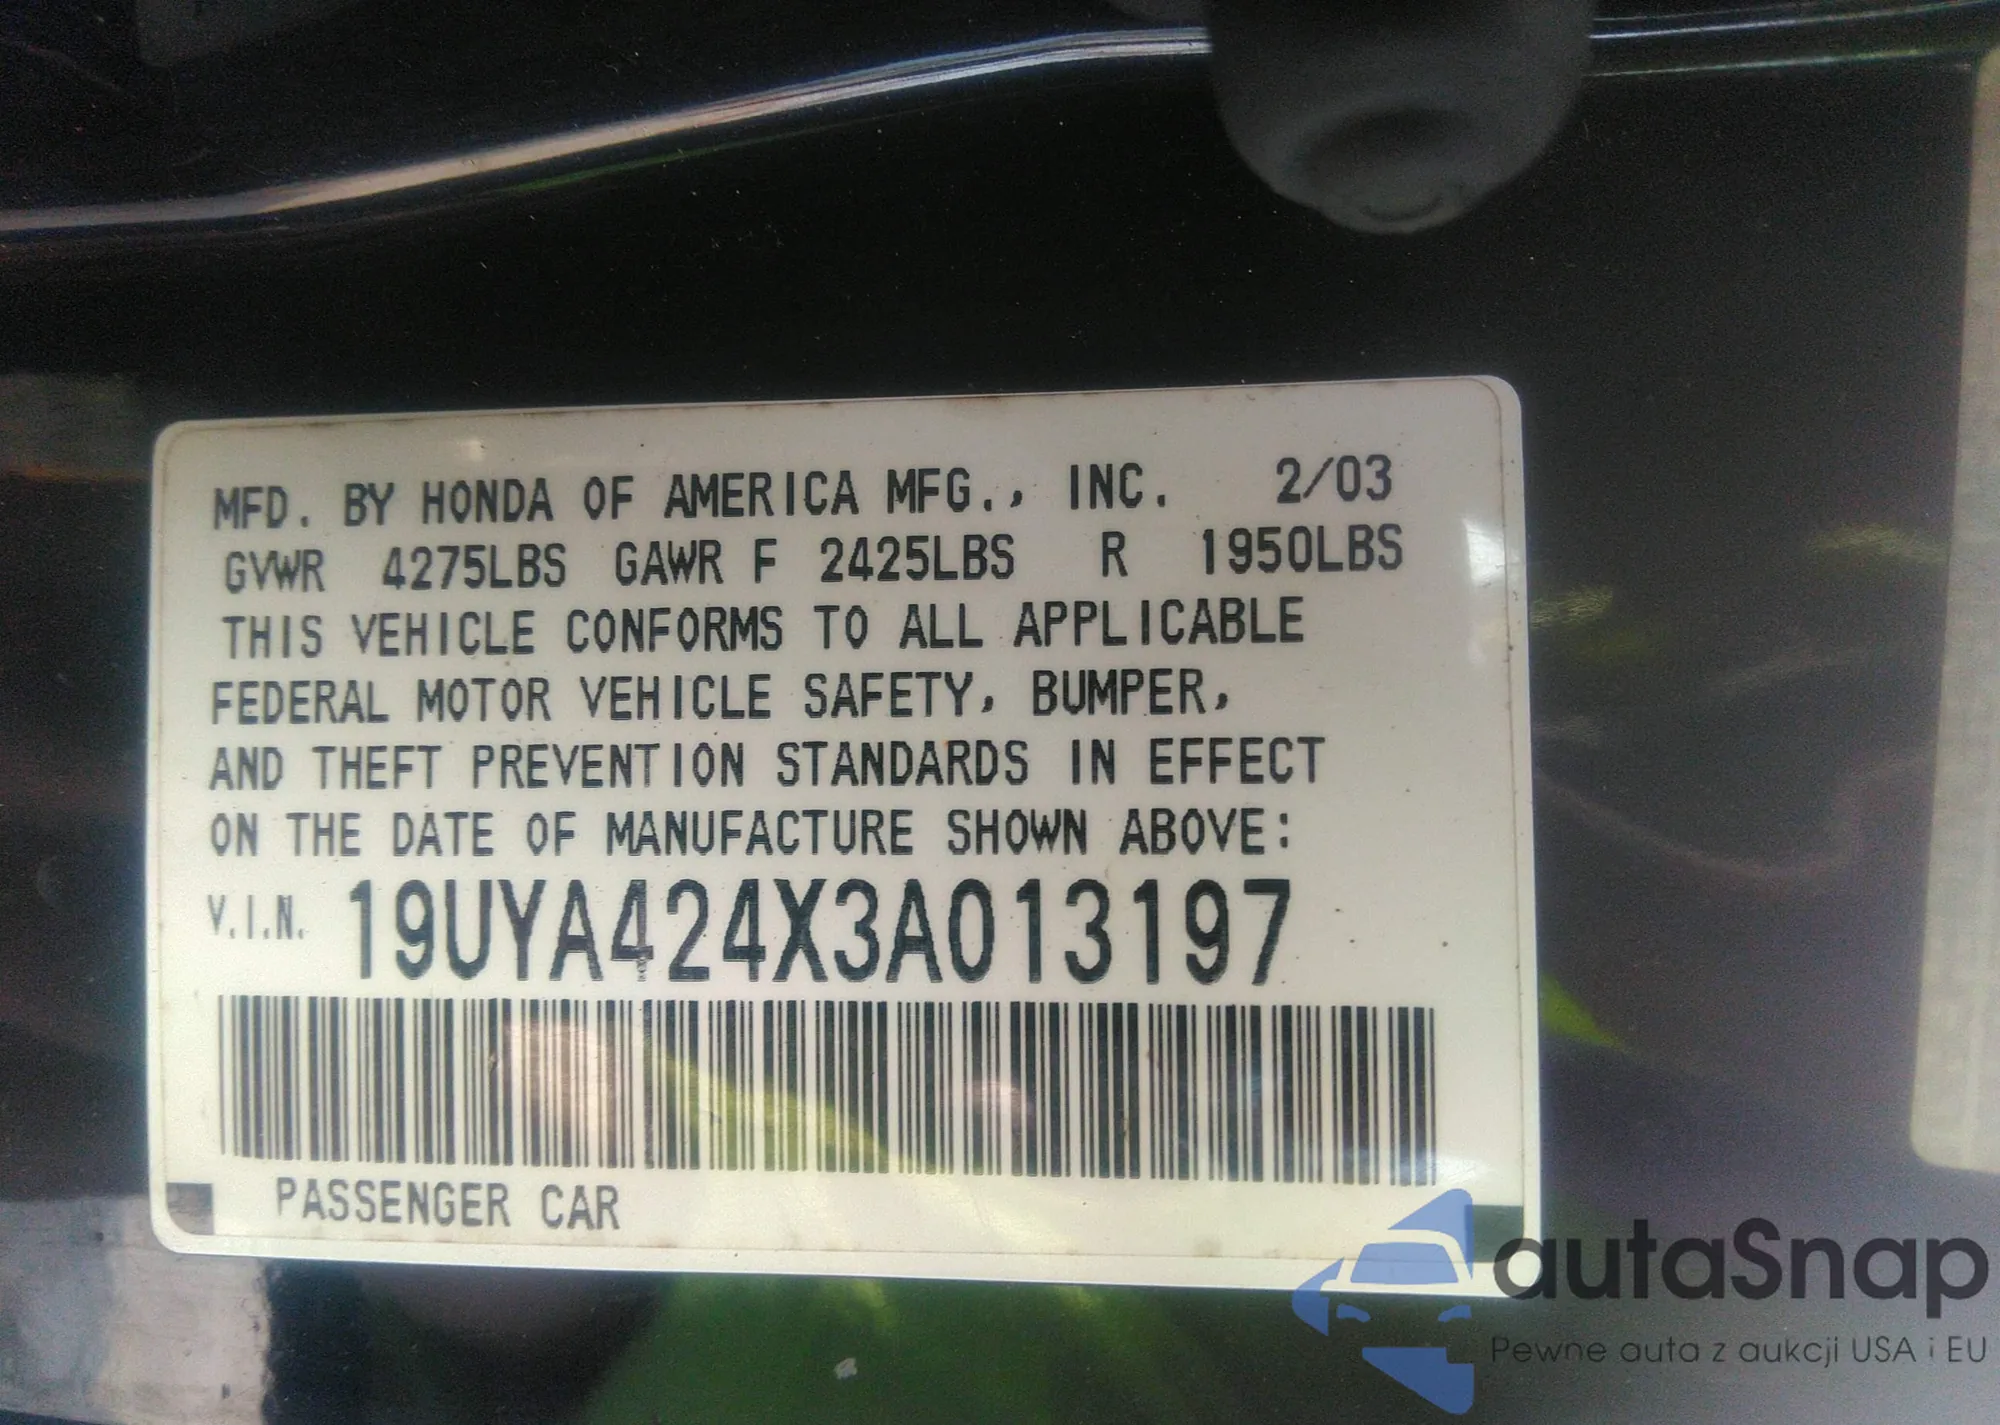 MFD. BY HONDA OF AMERICA MFG., INC. 2/03
GVWR 4275LBS GAWR F 2425LBS R 1950LBS
THIS VEHICLE CONFORMS TO ALL APPLICABLE
FEDERAL MOTOR VEHICLE SAFETY, BUMPER,
AND THEFT PREVENTION STANDARDS IN EFFECT
ON THE DATE OF MANUFACTURE SHOWN ABOVE:
V.I.N. 19UYA424X3A013197
PASSENGER CAR
autaSnap
Pewne auta z aukcji USA i EU